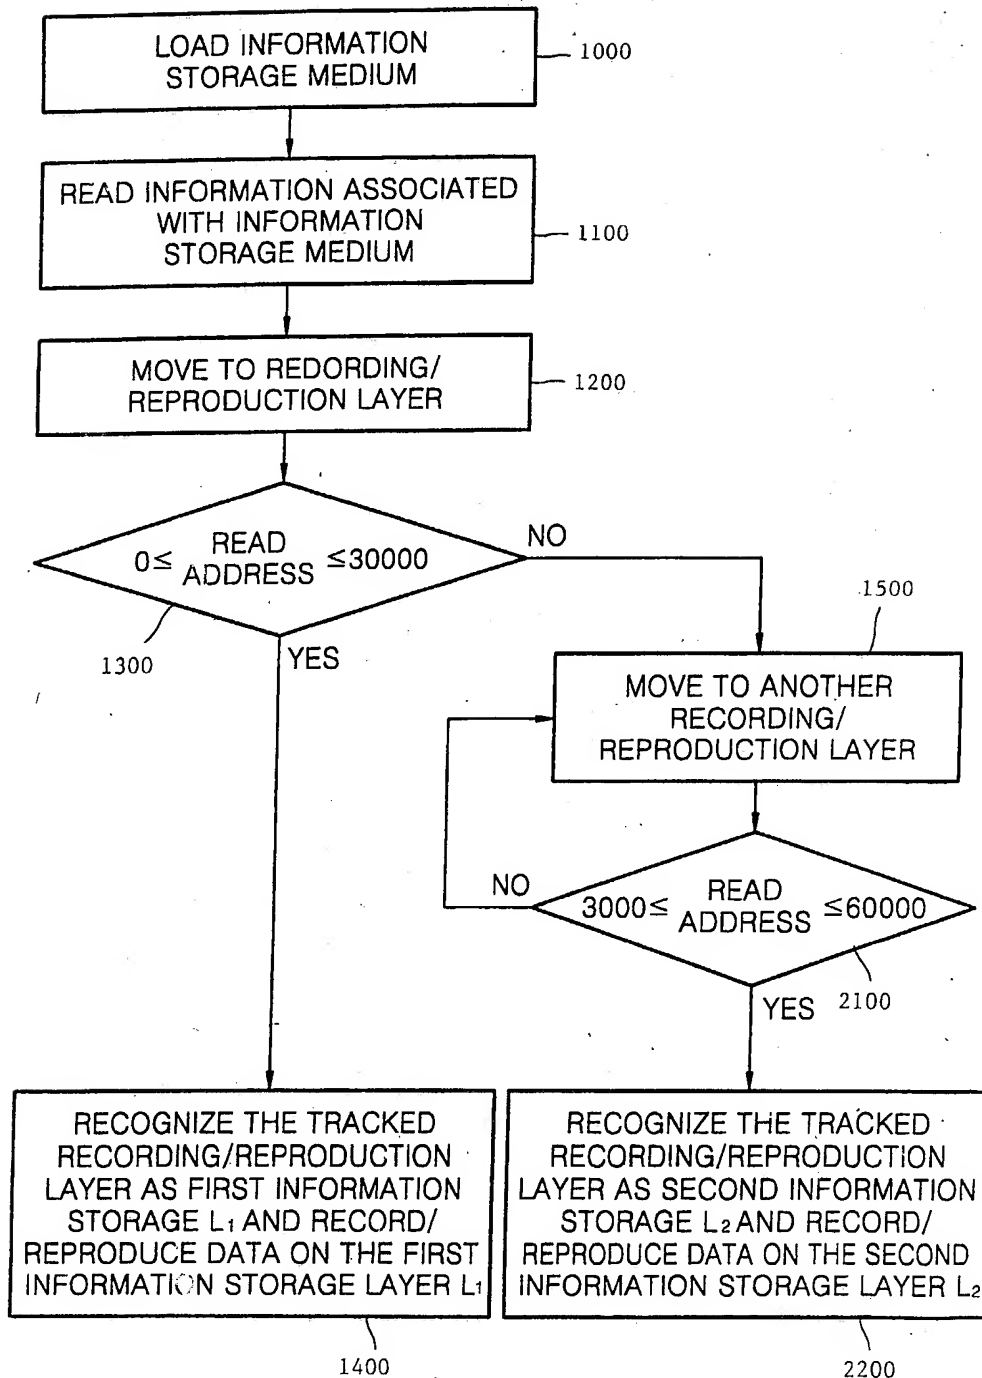 LOAD INFORMATION
STORAGE MEDIUM
1000
READ INFORMATION ASSOCIATED
WITH INFORMATION
STORAGE MEDIUM
1100
MOVE TO REDORDING/
REPRODUCTION LAYER
1200
0≤ READ ADDRESS ≤30000
NO
1300
YES
1500
MOVE TO ANOTHER
RECORDING/
REPRODUCTION LAYER
NO
3000≤ READ ADDRESS ≤60000
YES
2100
RECOGNIZE THE TRACKED
RECORDING/REPRODUCTION
LAYER AS FIRST INFORMATION
STORAGE L1 AND RECORD/
REPRODUCE DATA ON THE FIRST
INFORMATION STORAGE LAYER L1
1400
RECOGNIZE THE TRACKED
RECORDING/REPRODUCTION
LAYER AS SECOND INFORMATION
STORAGE L2 AND RECORD/
REPRODUCE DATA ON THE SECOND
INFORMATION STORAGE LAYER L2
2200